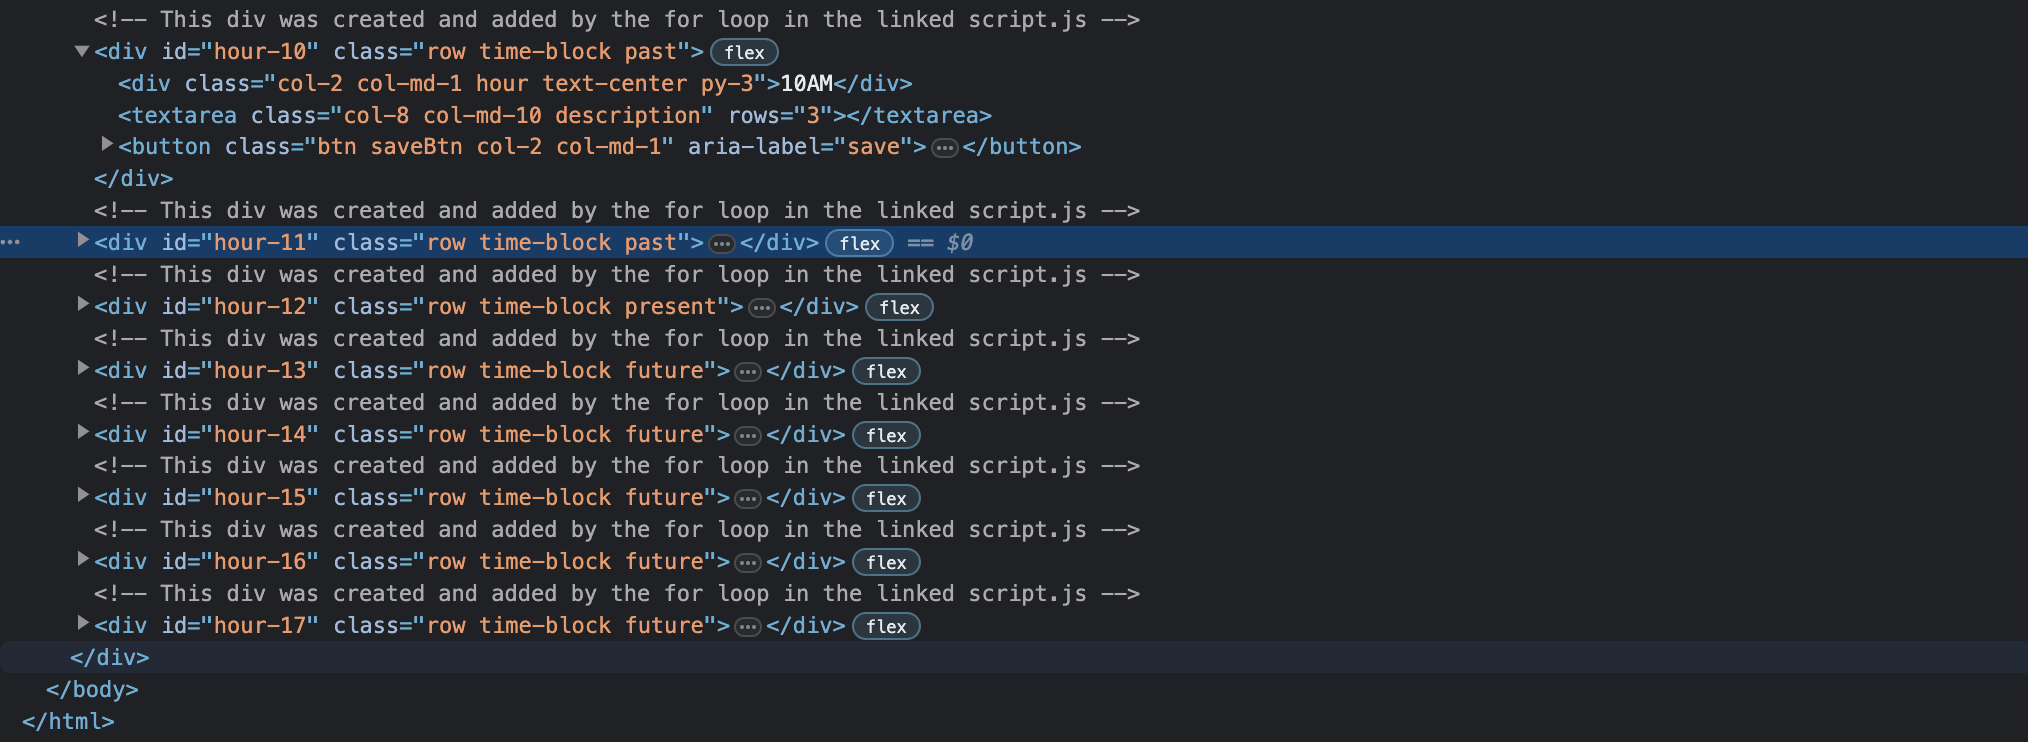 <!-- This div was created and added by the for loop in the linked script.js -->
<div id="hour-10" class="row time-block past"> flex
<div class="col-2 col-md-1 hour text-center py-3">10AM</div>
<textarea class="col-8 col-md-10 description" rows="3"></textarea>
<button class="btn saveBtn col-2 col-md-1" aria-label="save">…</button>
</div>
<!-- This div was created and added by the for loop in the linked script.js -->
… <div id="hour-11" class="row time-block past">…</div> flex == $0
<!-- This div was created and added by the for loop in the linked script.js -->
<div id="hour-12" class="row time-block present">…</div> flex
<!-- This div was created and added by the for loop in the linked script.js -->
<div id="hour-13" class="row time-block future">…</div> flex
<!-- This div was created and added by the for loop in the linked script.js -->
<div id="hour-14" class="row time-block future">…</div> flex
<!-- This div was created and added by the for loop in the linked script.js -->
<div id="hour-15" class="row time-block future">…</div> flex
<!-- This div was created and added by the for loop in the linked script.js -->
<div id="hour-16" class="row time-block future">…</div> flex
<!-- This div was created and added by the for loop in the linked script.js -->
<div id="hour-17" class="row time-block future">…</div> flex
</div>
</body>
</html>